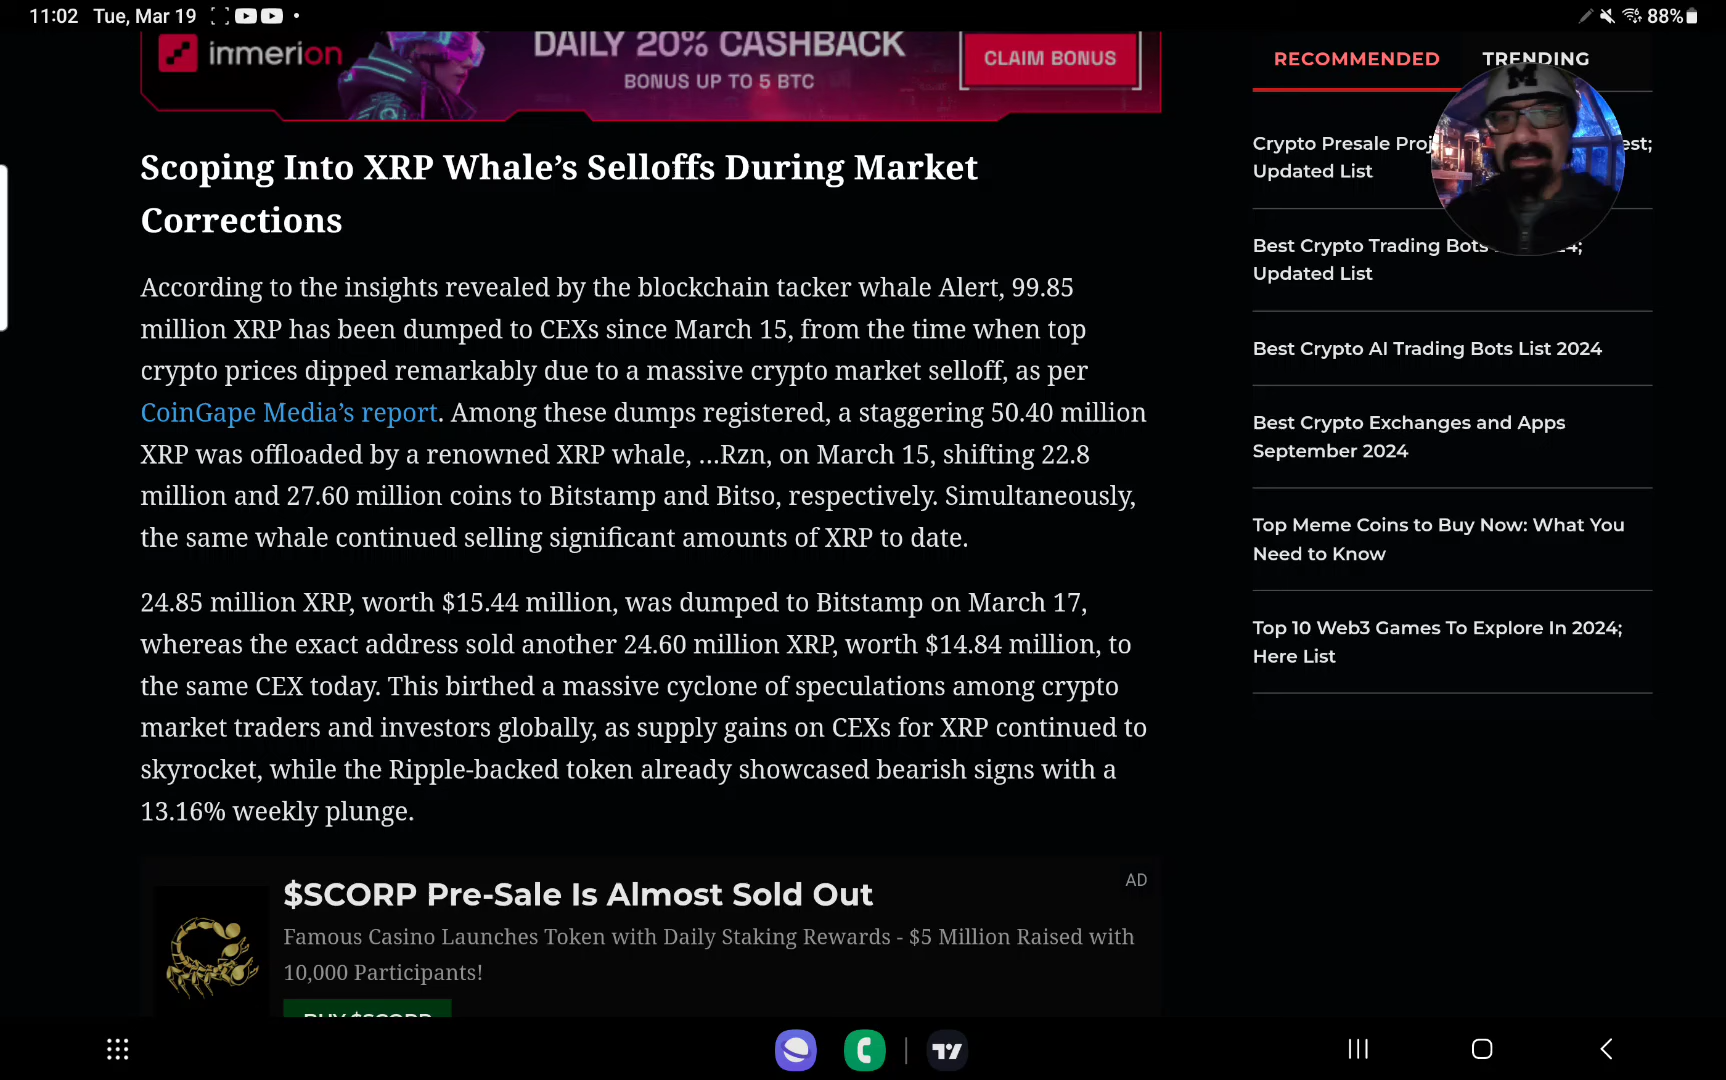 11:02 Tue, Mar 19
88%
inmerion
DAILY 20% CASHBACK
BONUS UP TO 5 BTC
CLAIM BONUS
RECOMMENDED TRENDING
Scoping Into XRP Whale’s Selloffs During Market
Corrections
According to the insights revealed by the blockchain tacker whale Alert, 99.85
million XRP has been dumped to CEXs since March 15, from the time when top
crypto prices dipped remarkably due to a massive crypto market selloff, as per
CoinGape Media’s report. Among these dumps registered, a staggering 50.40 million
XRP was offloaded by a renowned XRP whale, ...Rzn, on March 15, shifting 22.8
million and 27.60 million coins to Bitstamp and Bitso, respectively. Simultaneously,
the same whale continued selling significant amounts of XRP to date.
24.85 million XRP, worth $15.44 million, was dumped to Bitstamp on March 17,
whereas the exact address sold another 24.60 million XRP, worth $14.84 million, to
the same CEX today. This birthed a massive cyclone of speculations among crypto
market traders and investors globally, as supply gains on CEXs for XRP continued to
skyrocket, while the Ripple-backed token already showcased bearish signs with a
13.16% weekly plunge.
AD
$SCORP Pre-Sale Is Almost Sold Out
Famous Casino Launches Token with Daily Staking Rewards - $5 Million Raised with
10,000 Participants!
BUY $SCORP
Crypto Presale
Updated List
Best Crypto Trading Bots
Updated List
Best Crypto AI Trading Bots List 2024
Best Crypto Exchanges and Apps
September 2024
Top Meme Coins to Buy Now: What You
Need to Know
Top 10 Web3 Games To Explore In 2024;
Here List
M